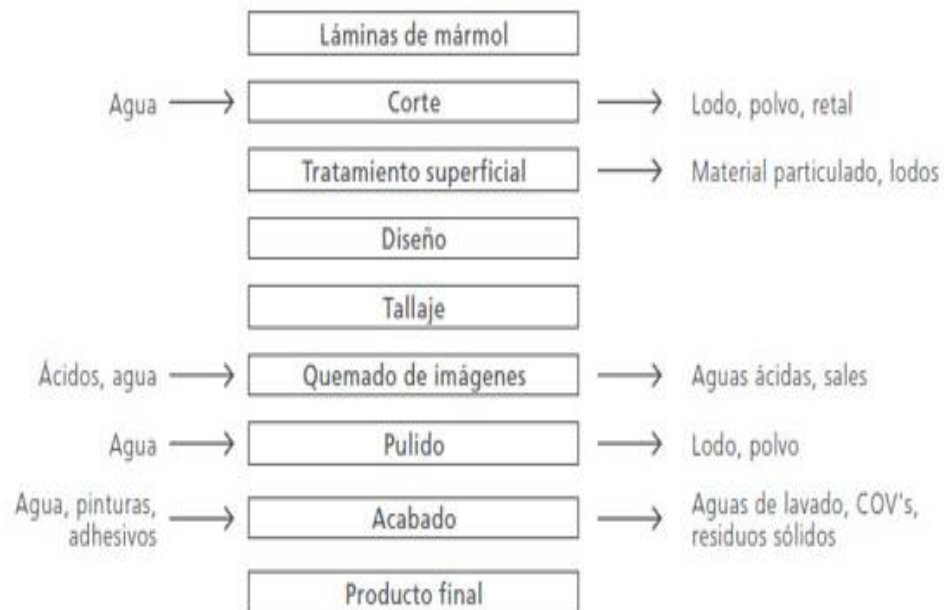 Láminas de mármol
Agua
Corte
Lodo, polvo, retal
Tratamiento superficial
Material particulado, lodos
Diseño
Tallaje
Ácidos, agua
Quemado de imágenes
Aguas ácidas, sales
Agua
Pulido
Lodo, polvo
Agua, pinturas,
adhesivos
Acabado
Aguas de lavado, COV's,
residuos sólidos
Producto final